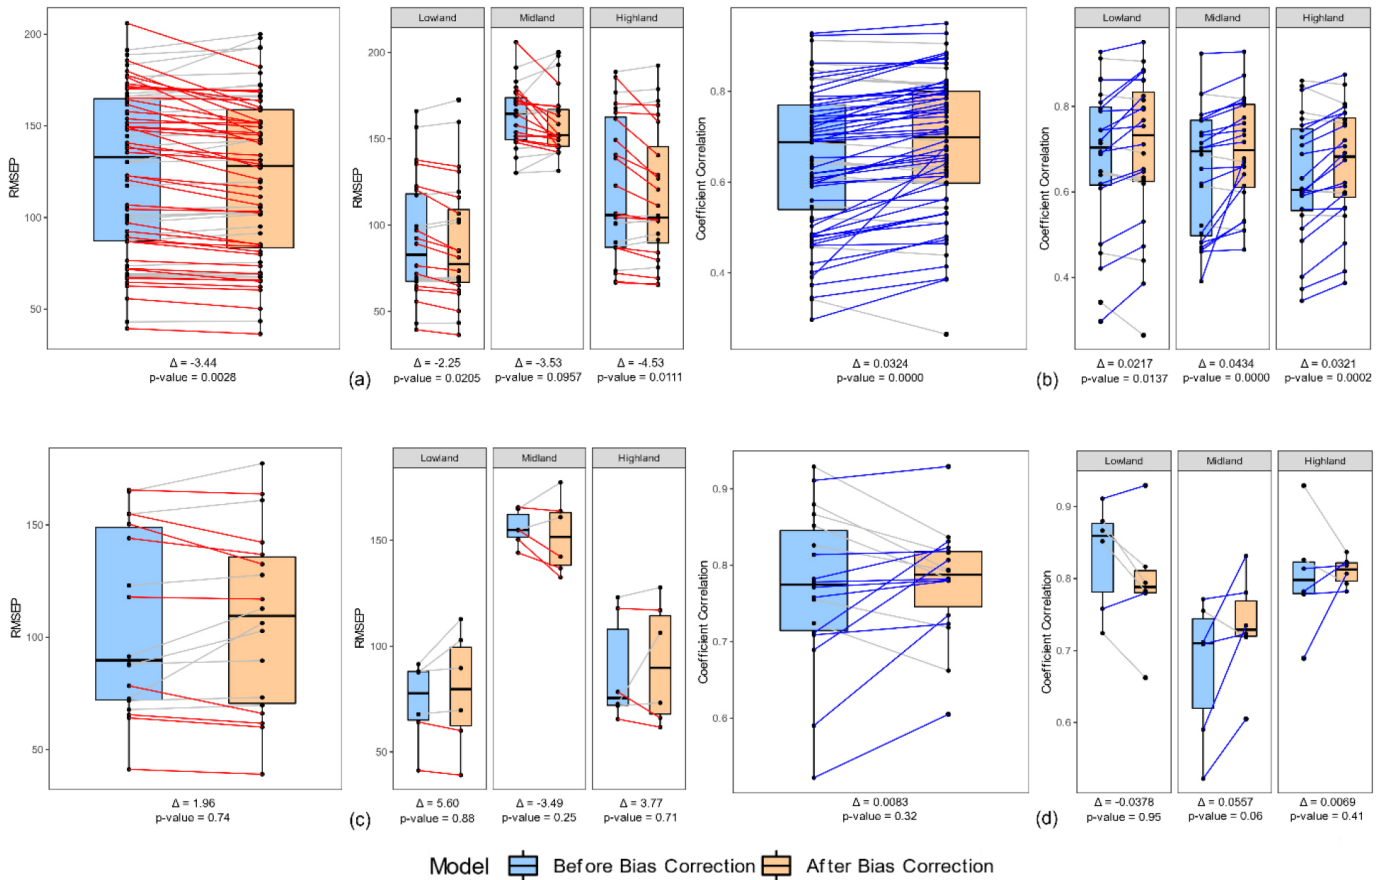 Lowland Midland Highland
Lowland Midland Highland
200
150
100
50
RMSEP
200
150
100
50
RMSEP
0.8
0.6
0.4
Coefficient Correlation
0.8
0.6
0.4
Coefficient Correlation
Δ = -3.44
p-value = 0.0028
(a)
Δ = -2.25
p-value = 0.0205
Δ = -3.53
p-value = 0.0957
Δ = -4.53
p-value = 0.0111
Δ = 0.0324
p-value = 0.0000
(b)
Δ = 0.0217
p-value = 0.0137
Δ = 0.0434
p-value = 0.0000
Δ = 0.0321
p-value = 0.0002
Lowland Midland Highland
Lowland Midland Highland
150
100
50
RMSEP
150
100
50
RMSEP
0.9
0.8
0.7
0.6
Coefficient Correlation
0.9
0.8
0.7
0.6
Coefficient Correlation
Δ = 1.96
p-value = 0.74
(c)
Δ = 5.60
p-value = 0.88
Δ = -3.49
p-value = 0.25
Δ = 3.77
p-value = 0.71
Δ = 0.0083
p-value = 0.32
(d)
Δ = -0.0378
p-value = 0.95
Δ = 0.0557
p-value = 0.06
Δ = 0.0069
p-value = 0.41
Model Before Bias Correction After Bias Correction